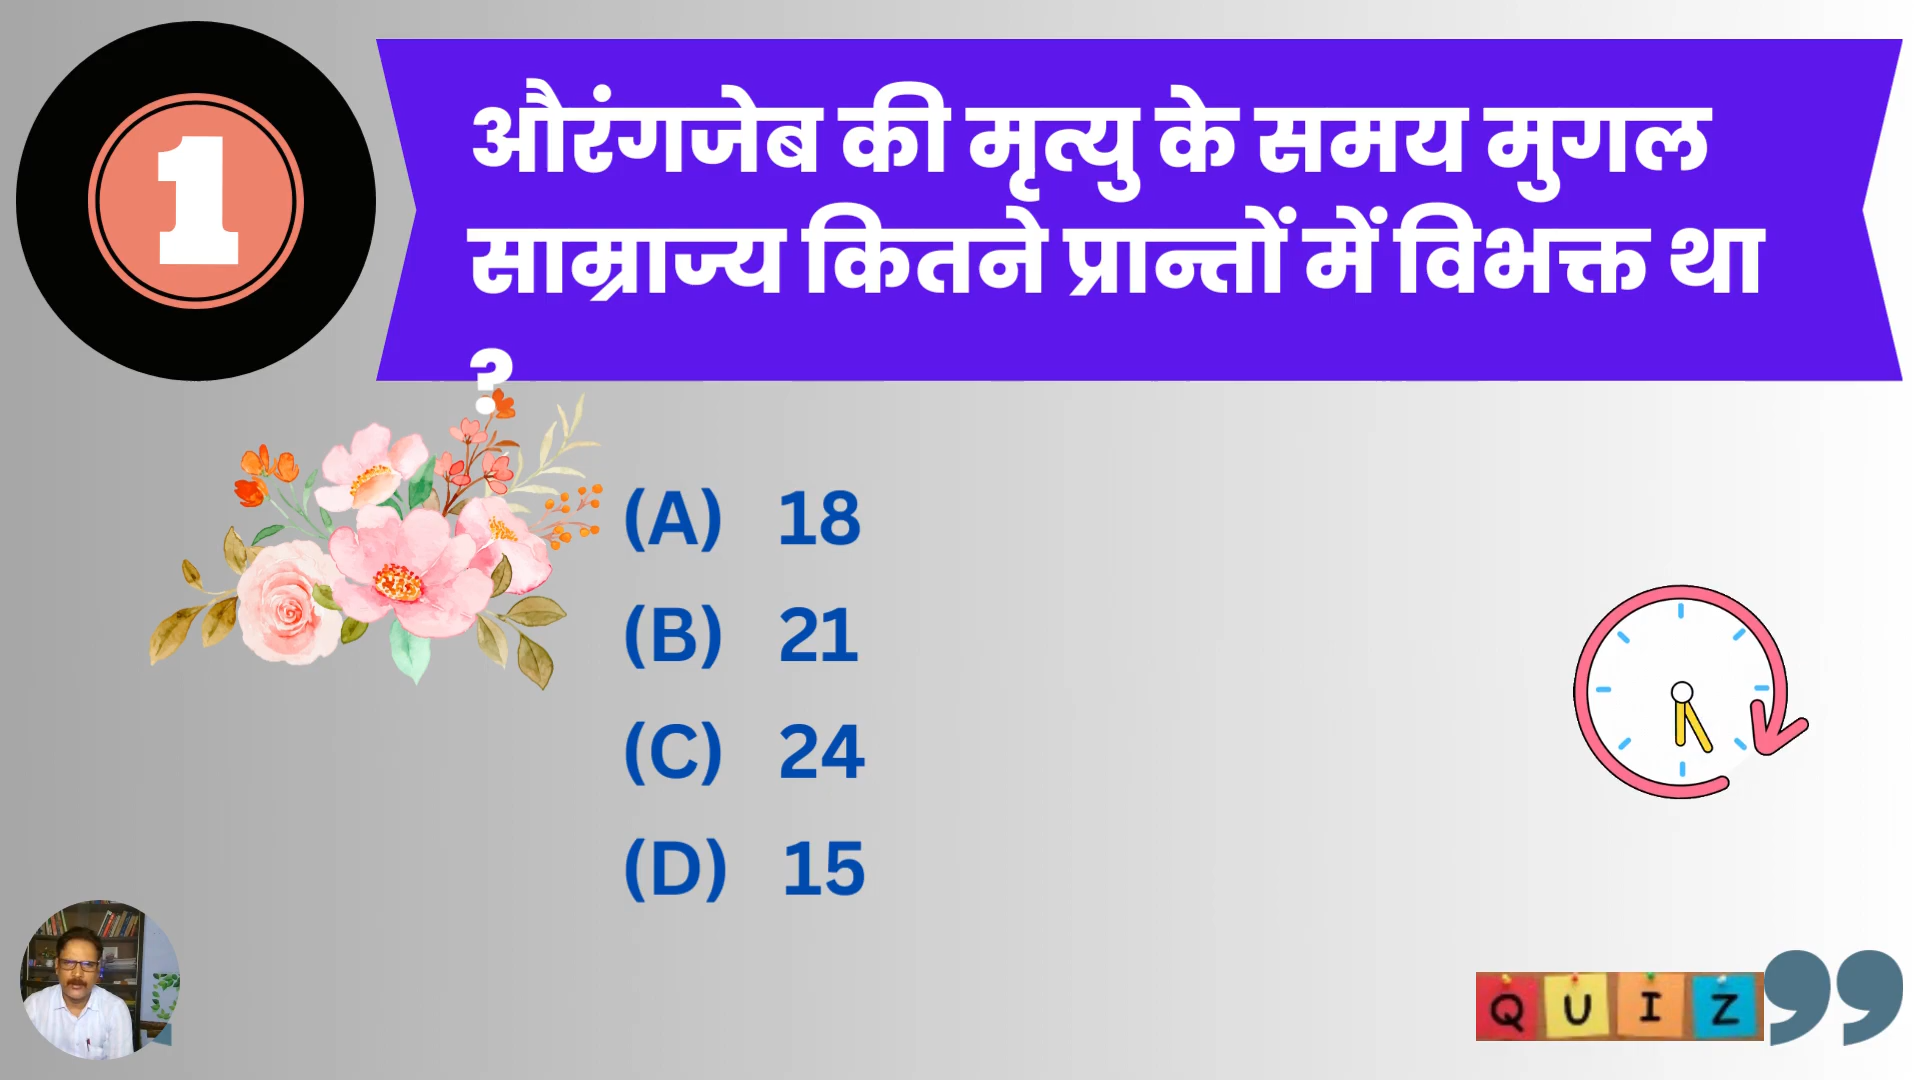 1
औरंगजेब की मृत्यु के समय मुगल
साम्राज्य कितने प्रान्तों में विभक्त था
?
(A) 18
(B) 21
(C) 24
(D) 15
QUIZ